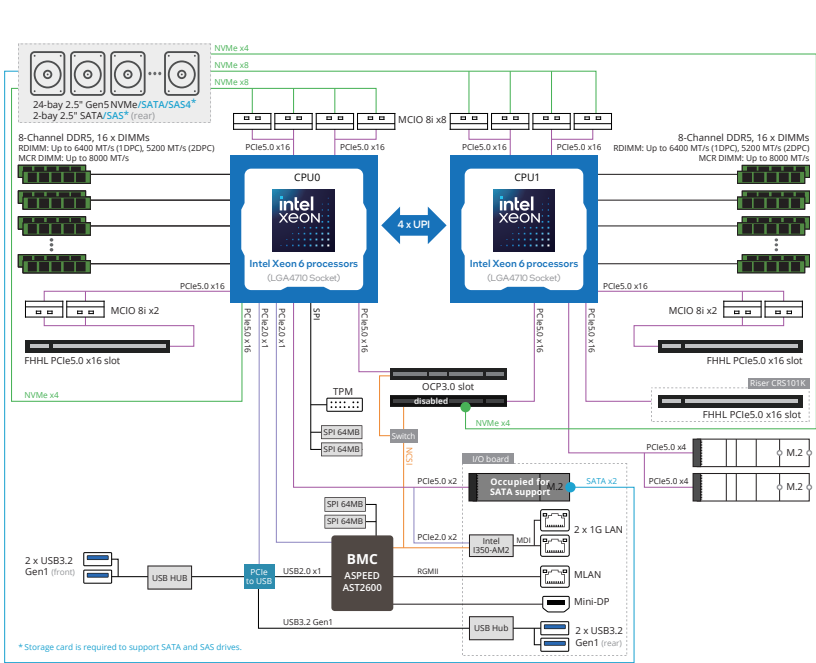 NVMe x4
NVMe x8
NVMe x8
24-bay 2.5" Gen5 NVMe/SATA/SAS4*
2-bay 2.5" SATA/SAS* (rear)
MCIO 8i x8
PCIe5.0 x16
PCIe5.0 x16
PCIe5.0 x16
PCIe5.0 x16
8-Channel DDR5, 16 x DIMMs
RDIMM: Up to 6400 MT/s (1DPC), 5200 MT/s (2DPC)
MCR DIMM: Up to 8000 MT/s
8-Channel DDR5, 16 x DIMMs
RDIMM: Up to 6400 MT/s (1DPC), 5200 MT/s (2DPC)
MCR DIMM: Up to 8000 MT/s
CPU0
intel
XEON
Intel Xeon 6 processors
(LGA4710 Socket)
4 x UPI
CPU1
intel
XEON
Intel Xeon 6 processors
(LGA4710 Socket)
PCIe5.0 x16
PCIe5.0 x16
MCIO 8i x2
MCIO 8i x2
PCIe5.0 x16
PCIe2.0 x1
PCIe2.0 x1
SPI
PCIe5.0 x16
PCIe5.0 x16
PCIe5.0 x16
FHHL PCIe5.0 x16 slot
FHHL PCIe5.0 x16 slot
OCP3.0 slot
disabled
Riser CRS101K
FHHL PCIe5.0 x16 slot
NVMe x4
NVMe x4
TPM
SPI 64MB
SPI 64MB
Switch
NCSI
PCIe5.0 x4
M.2
PCIe5.0 x4
M.2
I/O board
PCIe5.0 x2
Occupied for
SATA support
M.2
SATA x2
SPI 64MB
SPI 64MB
PCIe2.0 x2
Intel
I350-AM2
MDI
2 x 1G LAN
BMC
ASPEED
AST2600
RGMII
MLAN
Mini-DP
2 x USB3.2
Gen1 (front)
USB HUB
PCIe
to USB
USB2.0 x1
USB3.2 Gen1
USB Hub
2 x USB3.2
Gen1 (rear)
* Storage card is required to support SATA and SAS drives.